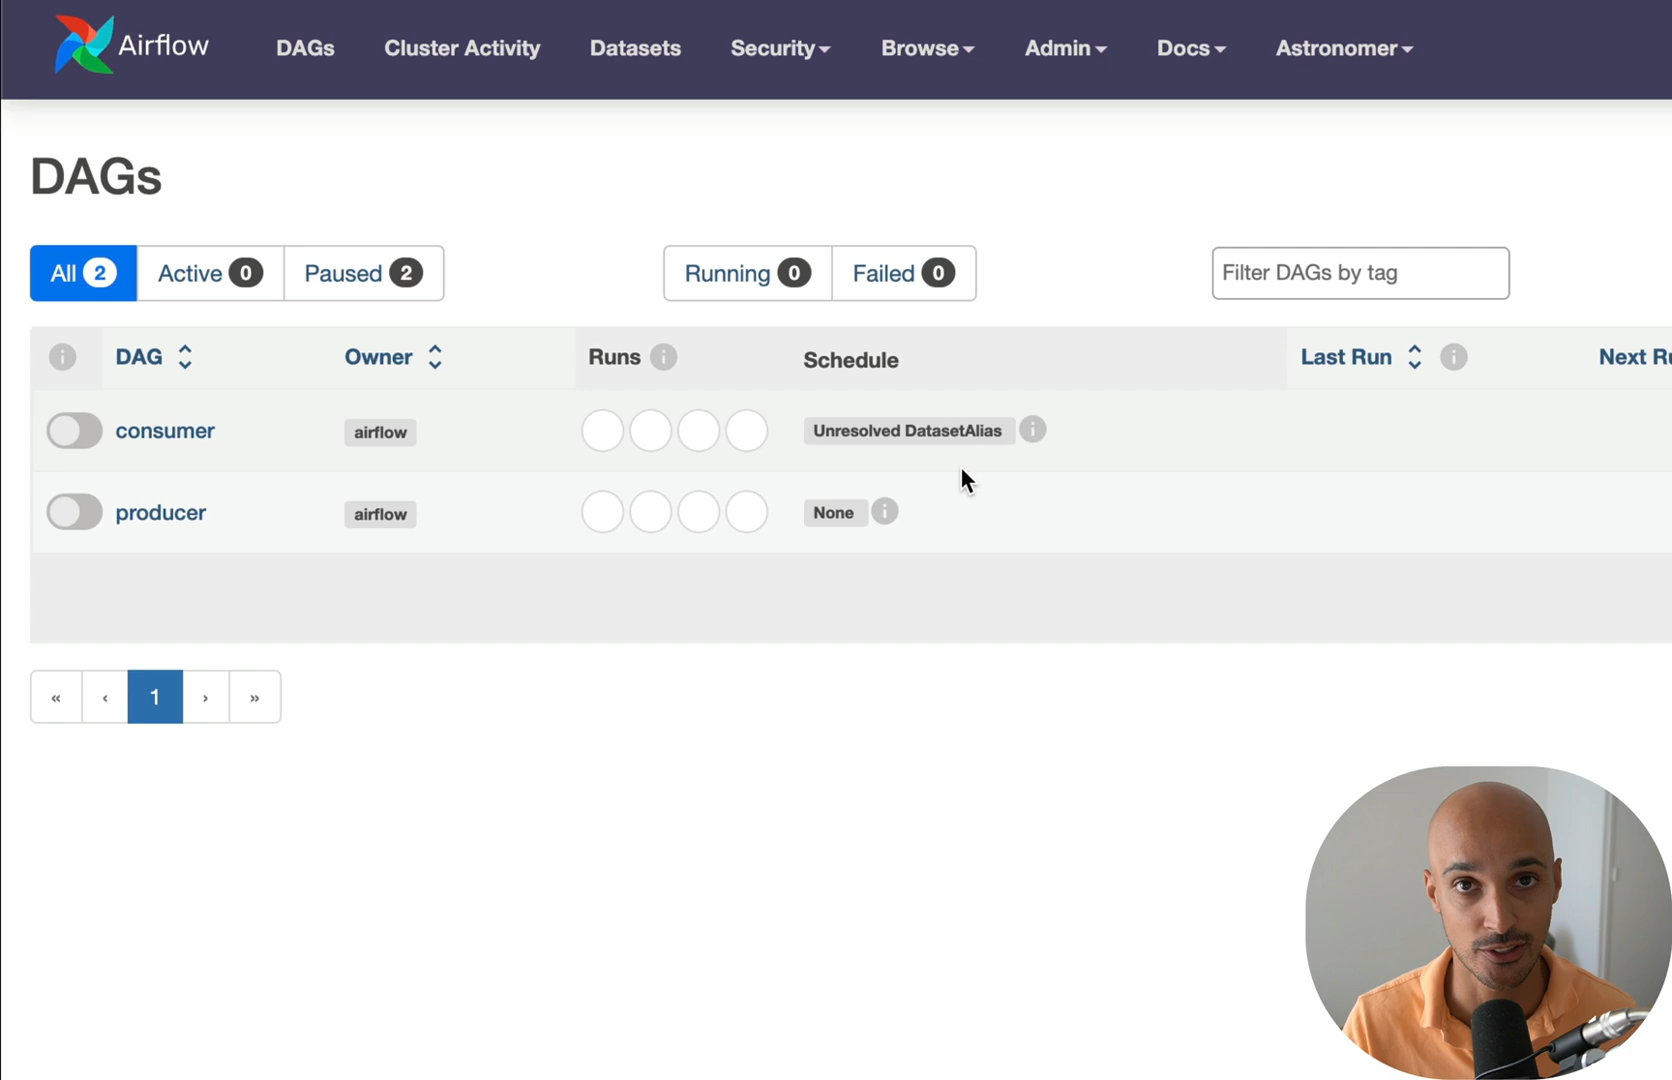 Airflow DAGs Cluster Activity Datasets Security Browse Admin Docs Astronomer
DAGs
All 2 Active 0 Paused 2 Running 0 Failed 0 Filter DAGs by tag
i DAG Owner Runs i Schedule Last Run i Next Ru
consumer airflow Unresolved DatasetAlias i
producer airflow None i
« ‹ 1 › »